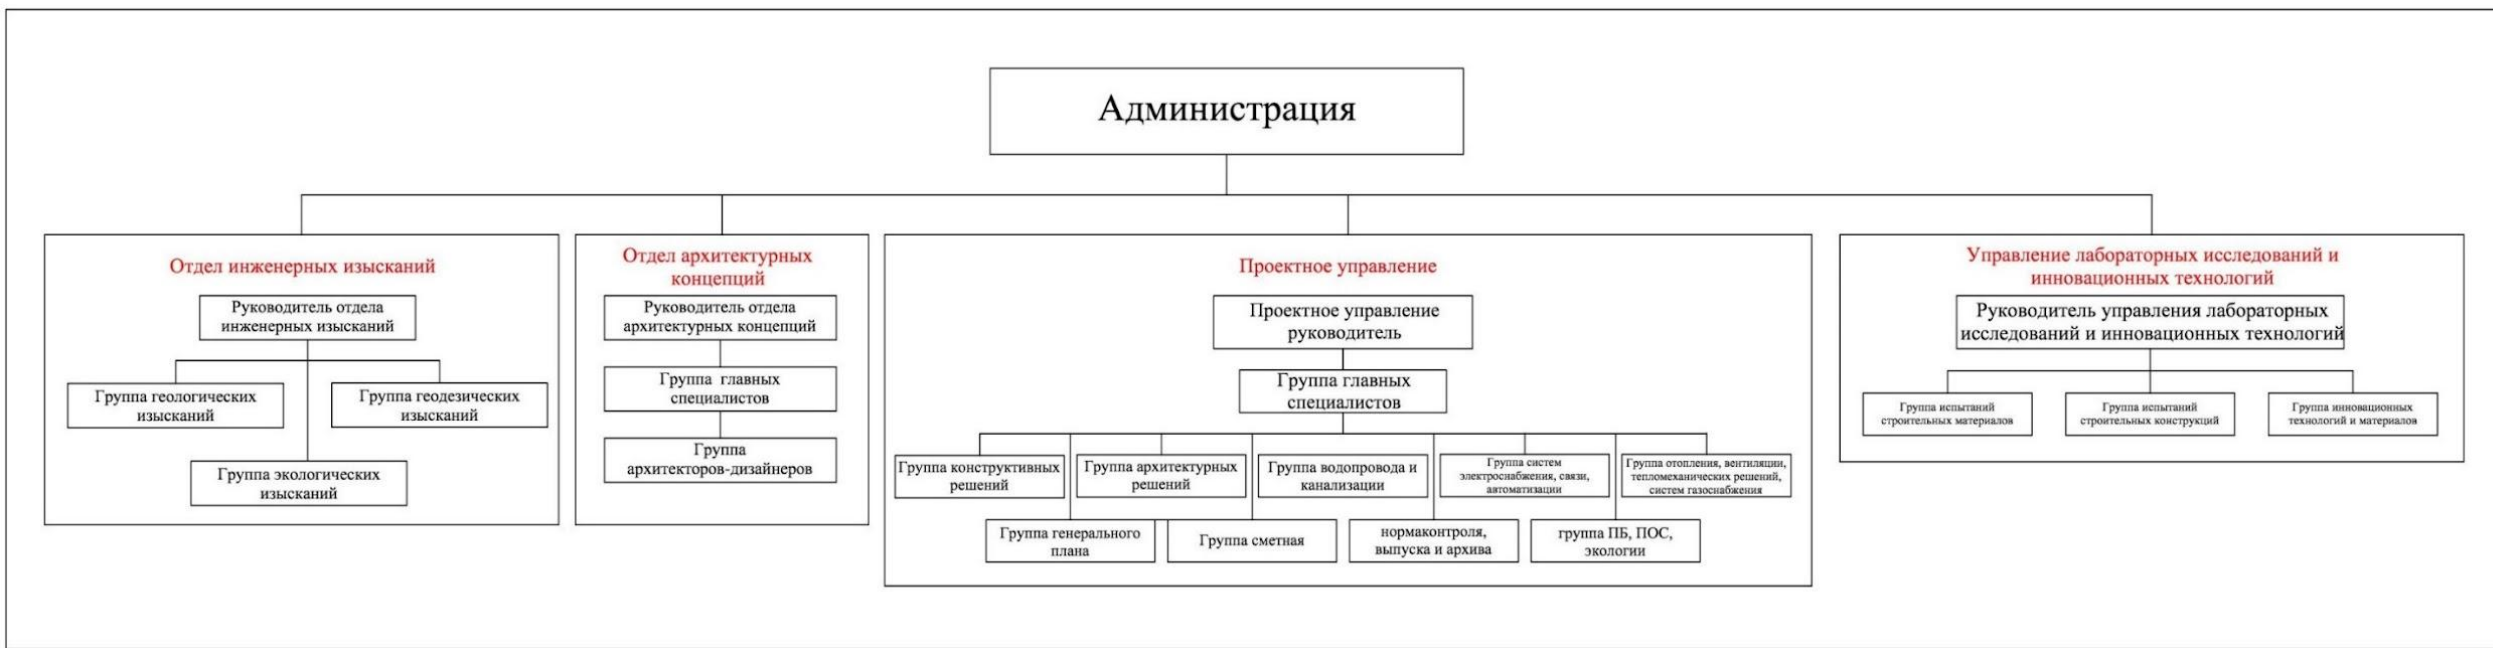 Администрация
Отдел инженерных изысканий
Руководитель отдела
инженерных изысканий
Группа геологических
изысканий
Группа геодезических
изысканий
Группа экологических
изысканий
Отдел архитектурных
концепций
Руководитель отдела
архитектурных концепций
Группа главных
специалистов
Группа
архитекторов-дизайнеров
Проектное управление
Проектное управление
руководитель
Группа главных
специалистов
Группа конструктивных
решений
Группа архитектурных
решений
Группа водопровода и
канализации
Группа систем
электроснабжения, связи,
автоматизации
Группа отопления, вентиляции,
тепломеханических решений,
систем газоснабжения
Группа генерального
плана
Группа сметная
нормаконтроля,
выпуска и архива
группа ПБ, ПОС,
экологии
Управление лабораторных исследований и
инновационных технологий
Руководитель управления лабораторных
исследований и инновационных технологий
Группа испытаний
строительных материалов
Группа испытаний
строительных конструкций
Группа инновационных
технологий и материалов